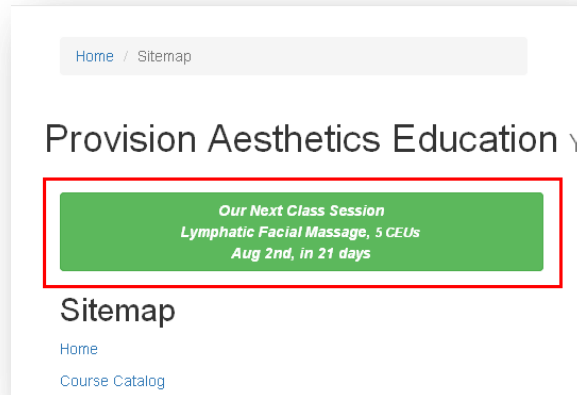 Home / Sitemap
Provision Aesthetics Education
Our Next Class Session
Lymphatic Facial Massage, 5 CEUs
Aug 2nd, in 21 days
Sitemap
Home
Course Catalog